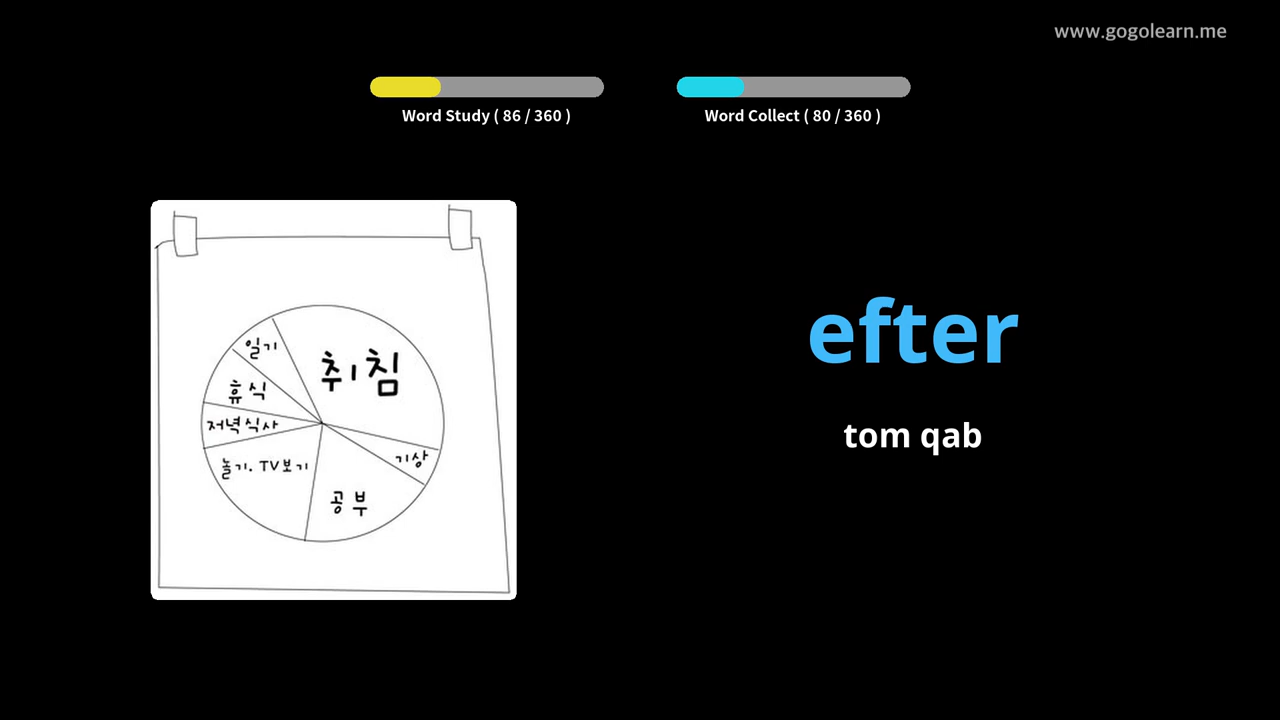 www.gogolearn.me
Word Study ( 86 / 360 )
Word Collect ( 80 / 360 )
일기
취침
휴식
저녁식사
놀기. TV보기
기상
공부
efter
tom qab